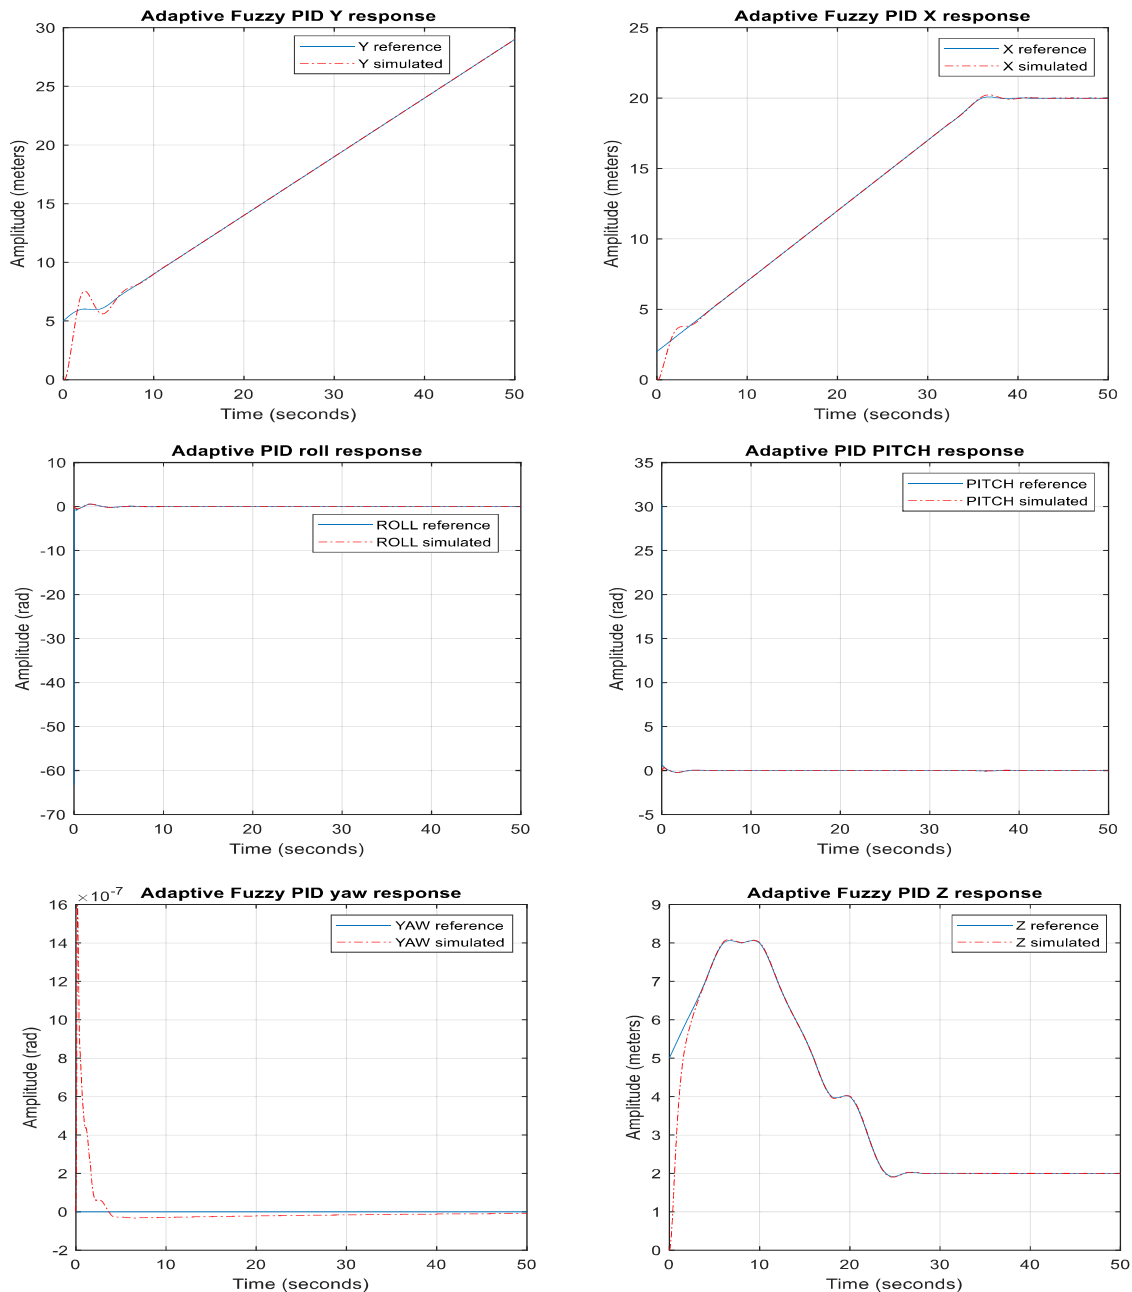 Adaptive Fuzzy PID Y response
30
25
20
15
10
5
0
Amplitude (meters)
Y reference
Y simulated
0 10 20 30 40 50
Time (seconds)
Adaptive Fuzzy PID X response
25
20
15
10
5
0
Amplitude (meters)
X reference
X simulated
0 10 20 30 40 50
Time (seconds)
Adaptive PID roll response
10
0
-10
-20
-30
-40
-50
-60
-70
Amplitude (rad)
ROLL reference
ROLL simulated
0 10 20 30 40 50
Time (seconds)
Adaptive PID PITCH response
35
30
25
20
15
10
5
0
-5
Amplitude (rad)
PITCH reference
PITCH simulated
0 10 20 30 40 50
Time (seconds)
Adaptive Fuzzy PID yaw response
×10⁻⁷
16
14
12
10
8
6
4
2
0
-2
Amplitude (rad)
YAW reference
YAW simulated
0 10 20 30 40 50
Time (seconds)
Adaptive Fuzzy PID Z response
9
8
7
6
5
4
3
2
1
0
Amplitude (meters)
Z reference
Z simulated
0 10 20 30 40 50
Time (seconds)